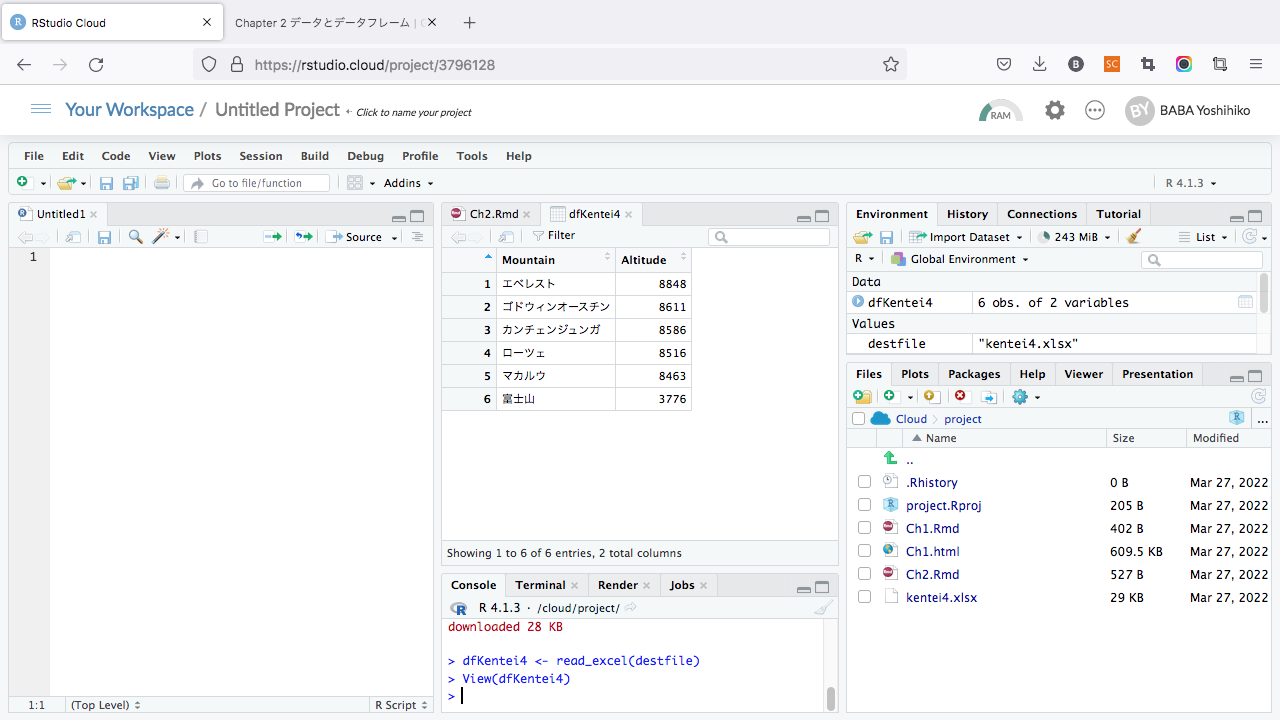 RStudio Cloud
Chapter 2 データとデータフレーム |
https://rstudio.cloud/project/3796128
Your Workspace / Untitled Project ← Click to name your project
RAM
BY BABA Yoshihiko
File Edit Code View Plots Session Build Debug Profile Tools Help
Go to file/function Addins R 4.1.3
Untitled1
Source
1
1:1 (Top Level) R Script
Ch2.Rmd dfKentei4
Filter
Mountain Altitude
1 エベレスト 8848
2 ゴドウィンオースチン 8611
3 カンチェンジュンガ 8586
4 ローツェ 8516
5 マカルウ 8463
6 富士山 3776
Showing 1 to 6 of 6 entries, 2 total columns
Console Terminal Render Jobs
R 4.1.3 · /cloud/project/
downloaded 28 KB
> dfKentei4 <- read_excel(destfile)
> View(dfKentei4)
>
Environment History Connections Tutorial
Import Dataset 243 MiB List
R Global Environment
Data
dfKentei4 6 obs. of 2 variables
Values
destfile "kentei4.xlsx"
Files Plots Packages Help Viewer Presentation
Cloud project ...
Name Size Modified
..
.Rhistory 0 B Mar 27, 2022
project.Rproj 205 B Mar 27, 2022
Ch1.Rmd 402 B Mar 27, 2022
Ch1.html 609.5 KB Mar 27, 2022
Ch2.Rmd 527 B Mar 27, 2022
kentei4.xlsx 29 KB Mar 27, 2022